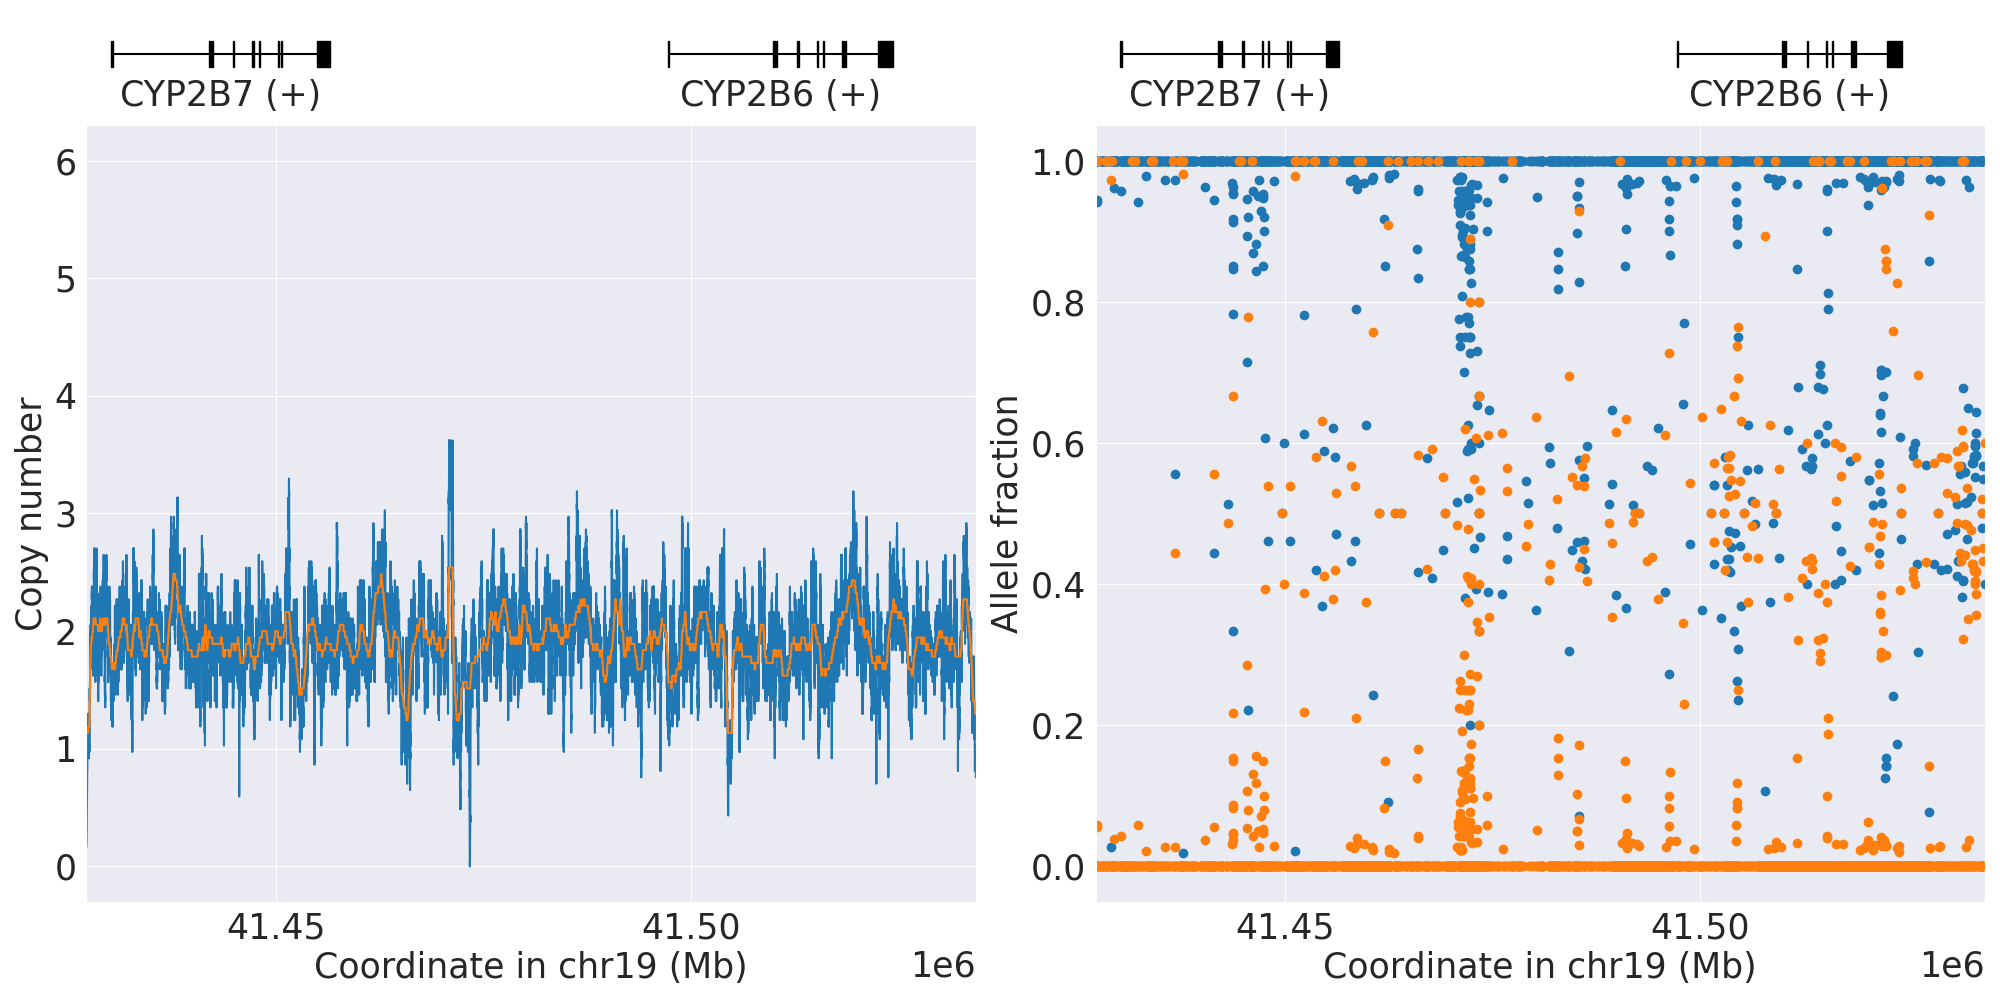 CYP2B7 (+)
CYP2B6 (+)
CYP2B7 (+)
CYP2B6 (+)
Copy number
6
5
4
3
2
1
0
41.45
41.50
Coordinate in chr19 (Mb)
1e6
Allele fraction
1.0
0.8
0.6
0.4
0.2
0.0
41.45
41.50
Coordinate in chr19 (Mb)
1e6